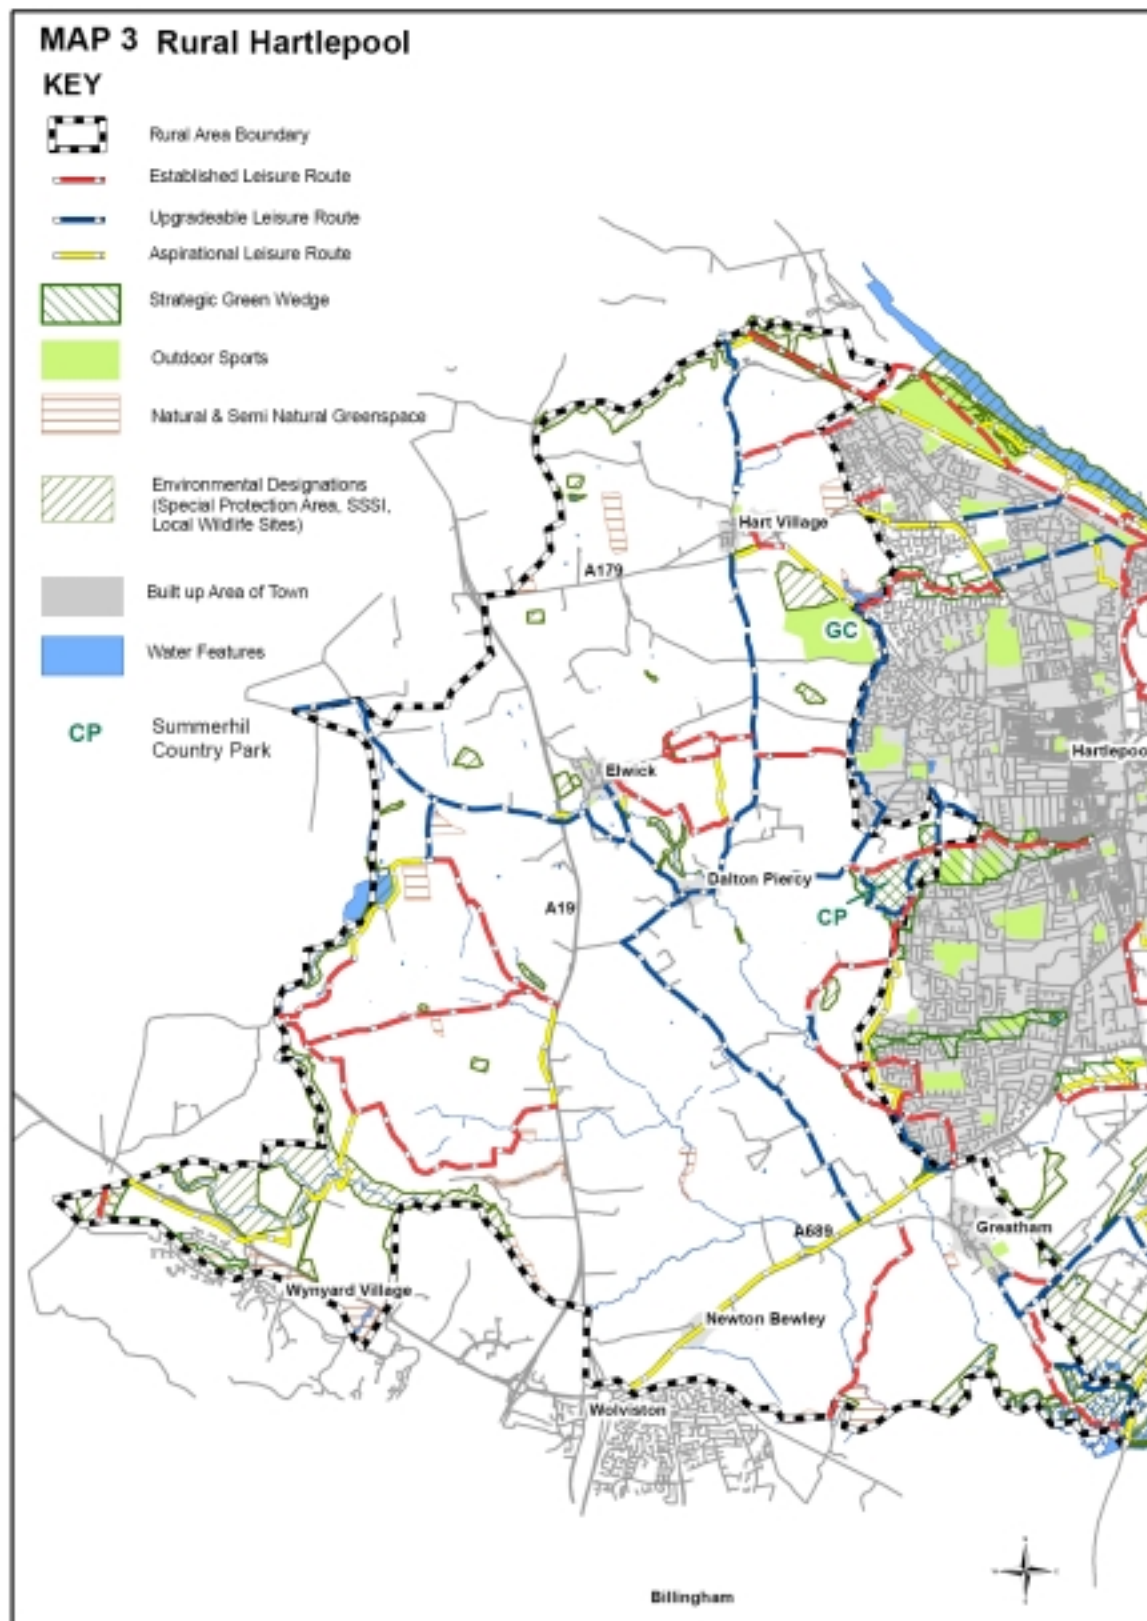 MAP 3 Rural Hartlepool
KEY
Rural Area Boundary
Established Leisure Route
Upgradeable Leisure Route
Aspirational Leisure Route
Strategic Green Wedge
Outdoor Sports
Natural & Semi Natural Greenspace
Environmental Designations
(Special Protection Area, SSSI,
Local Wildlife Sites)
Built up Area of Town
Water Features
CP
Summerhil
Country Park
Hart Village
A179
GC
Hartlepoo
Elwick
Dalton Piercy
A19
CP
Greatham
A689
Wynyard Village
Newton Bewley
Wolviston
Billingham